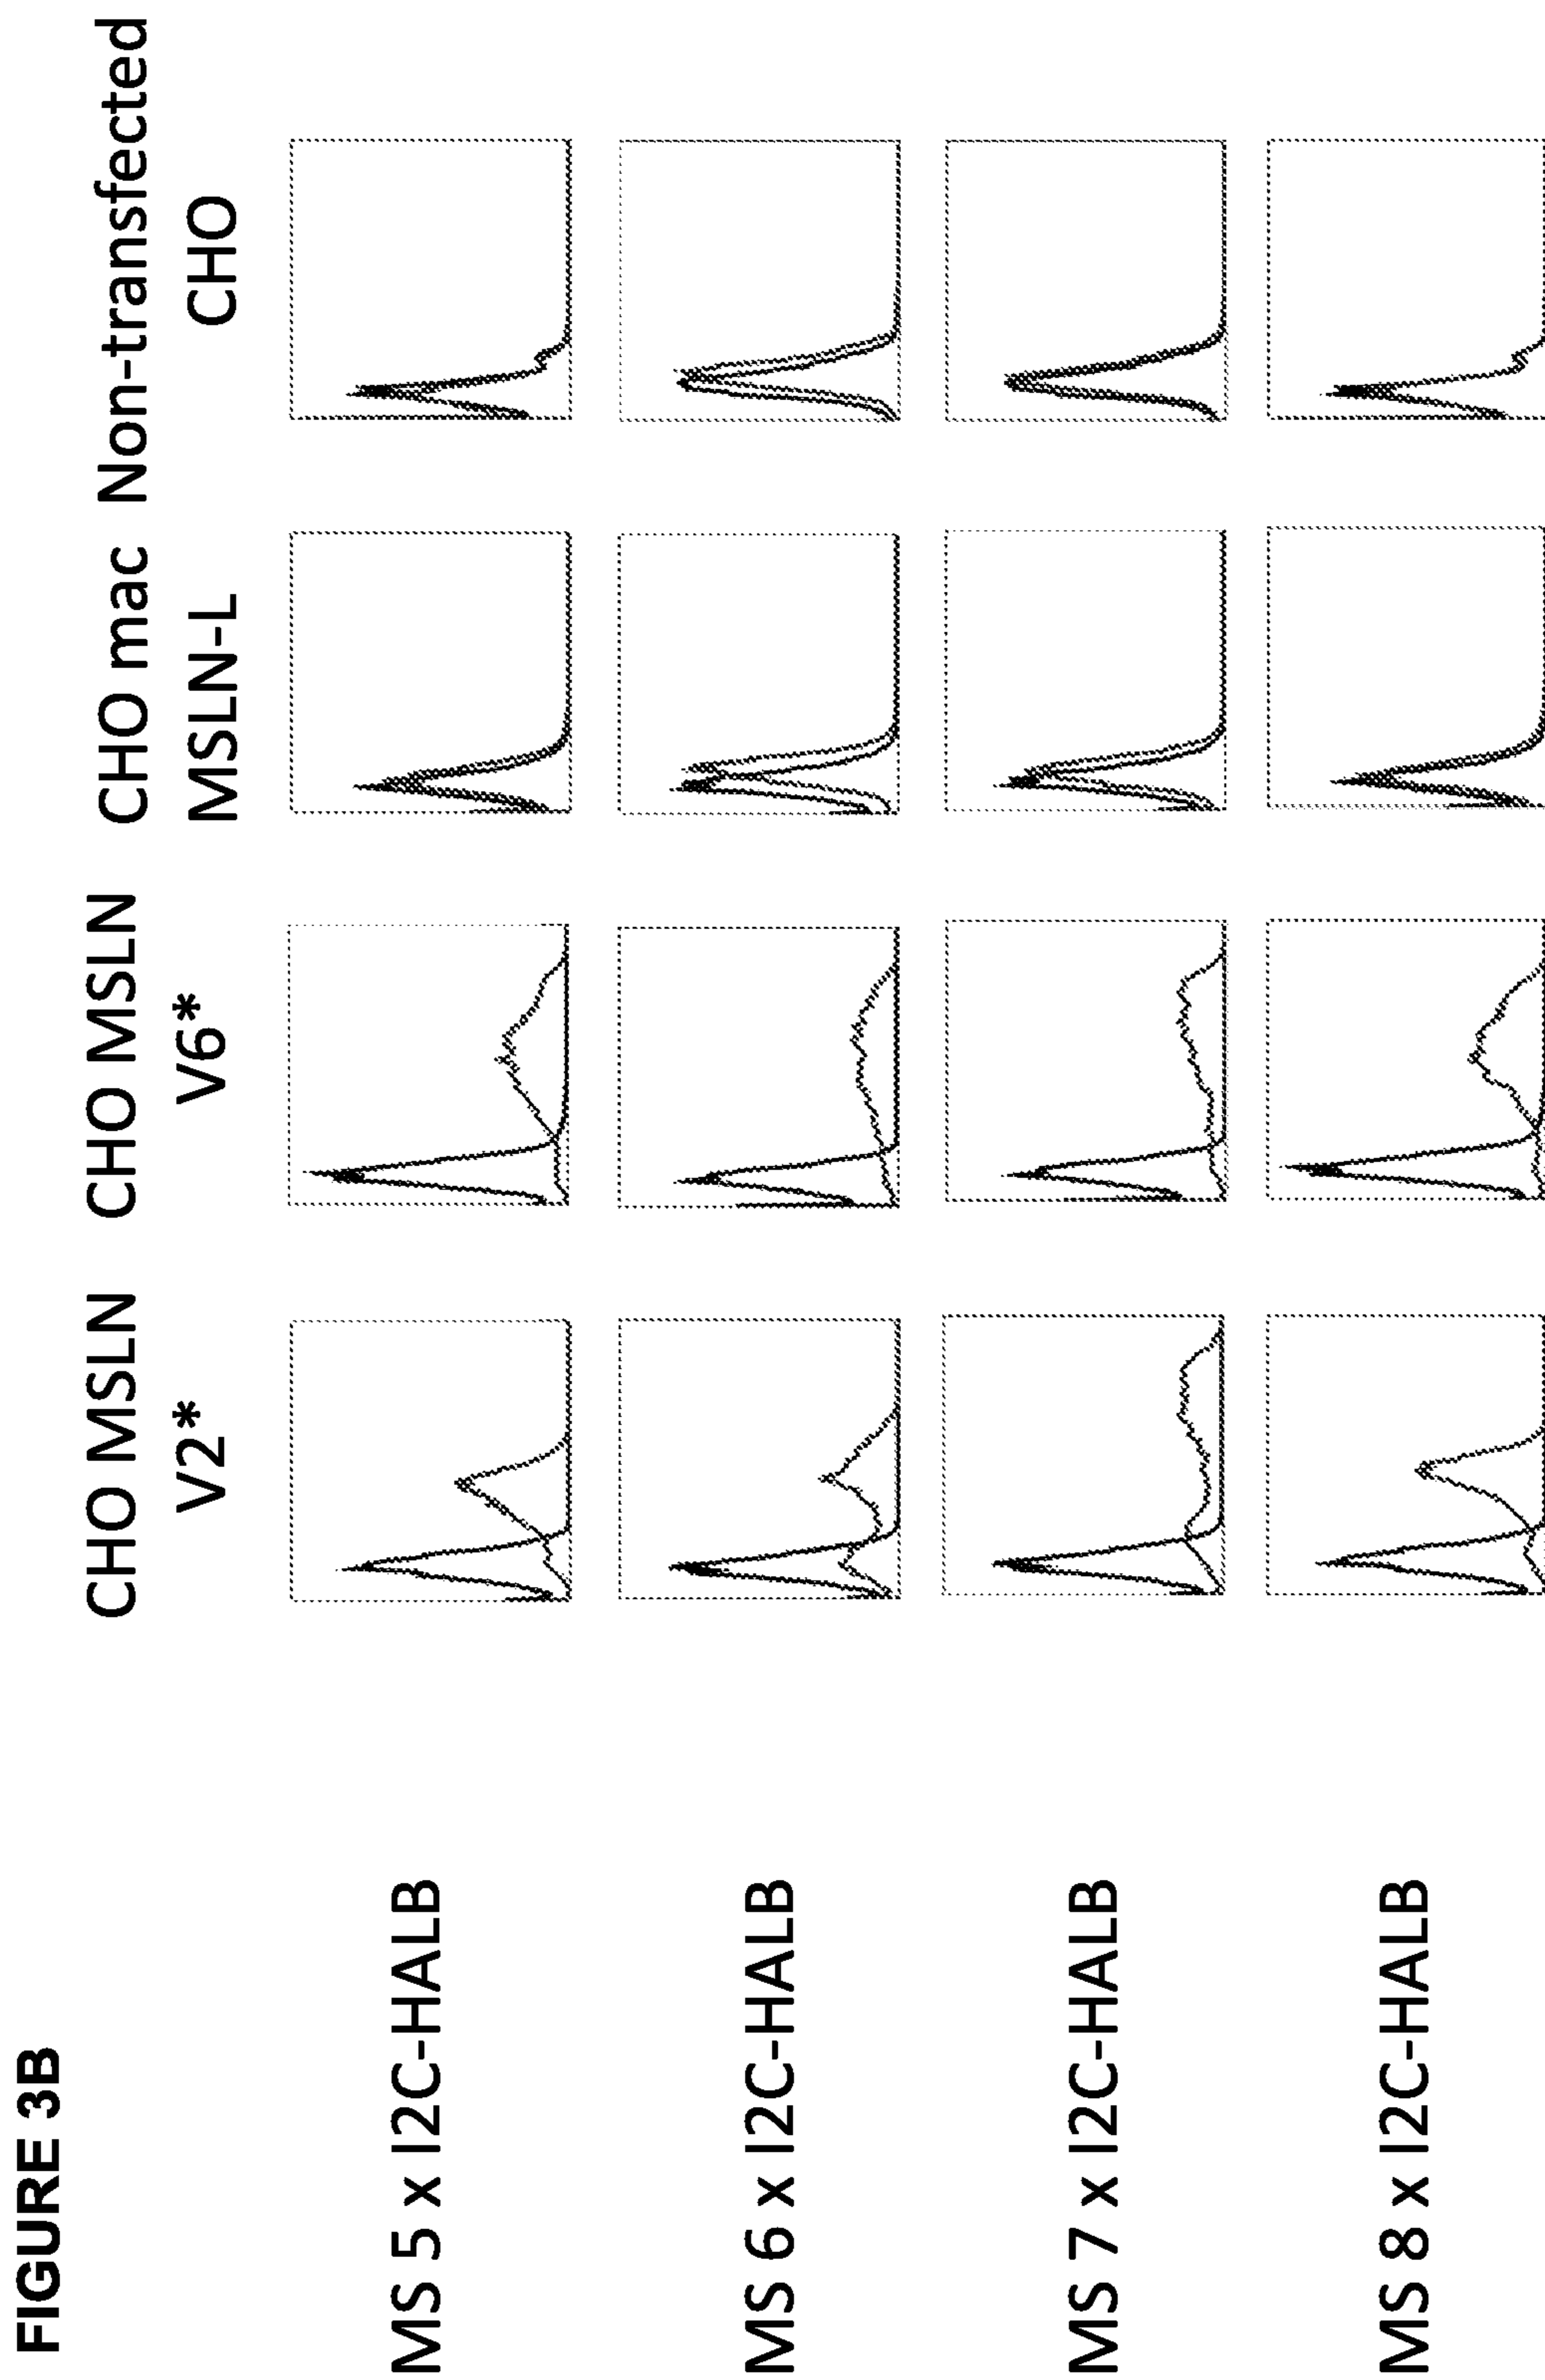 FIGURE 3B
CHO MSLN
V2*
CHO MSLN
V6*
CHO mac
MSLN-L
Non-transfected
CHO
MS 5 x I2C-HALB
MS 6 x I2C-HALB
MS 7 x I2C-HALB
MS 8 x I2C-HALB